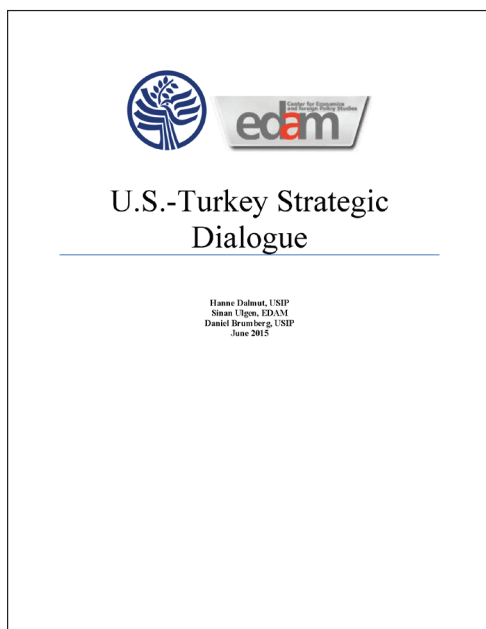 Center for Economics
and Foreign Policy Studies
edam
U.S.-Turkey Strategic
Dialogue
Hanne Dalmut, USIP
Sinan Ulgen, EDAM
Daniel Brumberg, USIP
June 2015